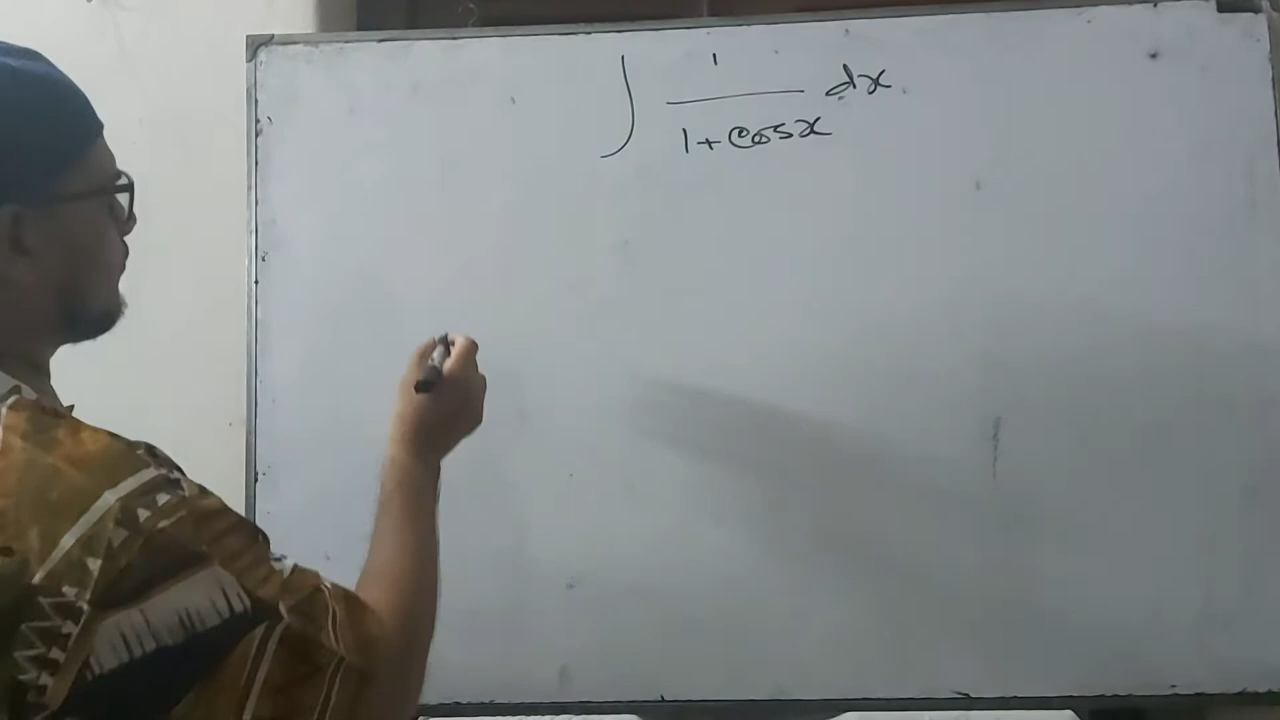 ∫ 1/(1+cosx) dx